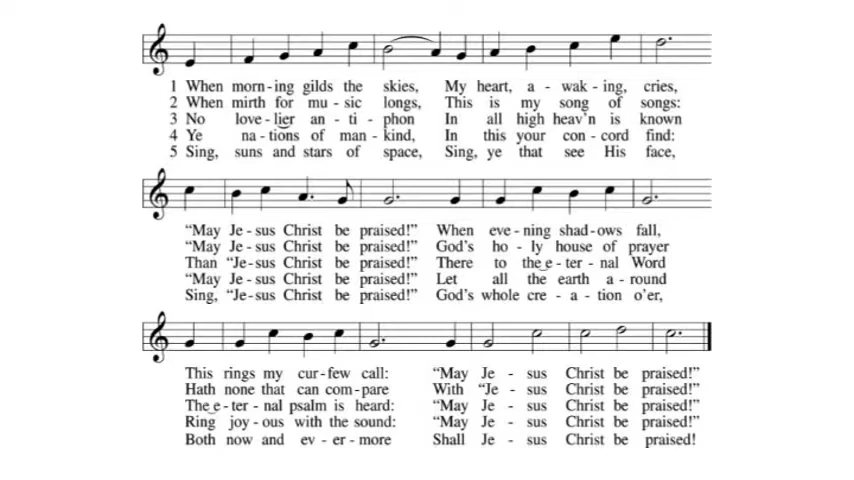 1 When morn-ing gilds the skies, My heart, a-wak-ing, cries,
2 When mirth for mu-sic longs, This is my song of songs:
3 No love-lier an-ti-phon In all high heav'n is known
4 Ye na-tions of man-kind, In this your con-cord find:
5 Sing, suns and stars of space, Sing, ye that see His face,
“May Je-sus Christ be praised!” When eve-ning shad-ows fall,
“May Je-sus Christ be praised!” God's ho-ly house of prayer
Than “Je-sus Christ be praised!” There to the e-ter-nal Word
“May Je-sus Christ be praised!” Let all the earth a-round
Sing, “Je-sus Christ be praised!” God's whole cre-a-tion o'er,
This rings my cur-few call: “May Je-sus Christ be praised!”
Hath none that can com-pare With “Je-sus Christ be praised!”
The e-ter-nal psalm is heard: “May Je-sus Christ be praised!”
Ring joy-ous with the sound: “May Je-sus Christ be praised!”
Both now and ev-er-more Shall Je-sus Christ be praised!